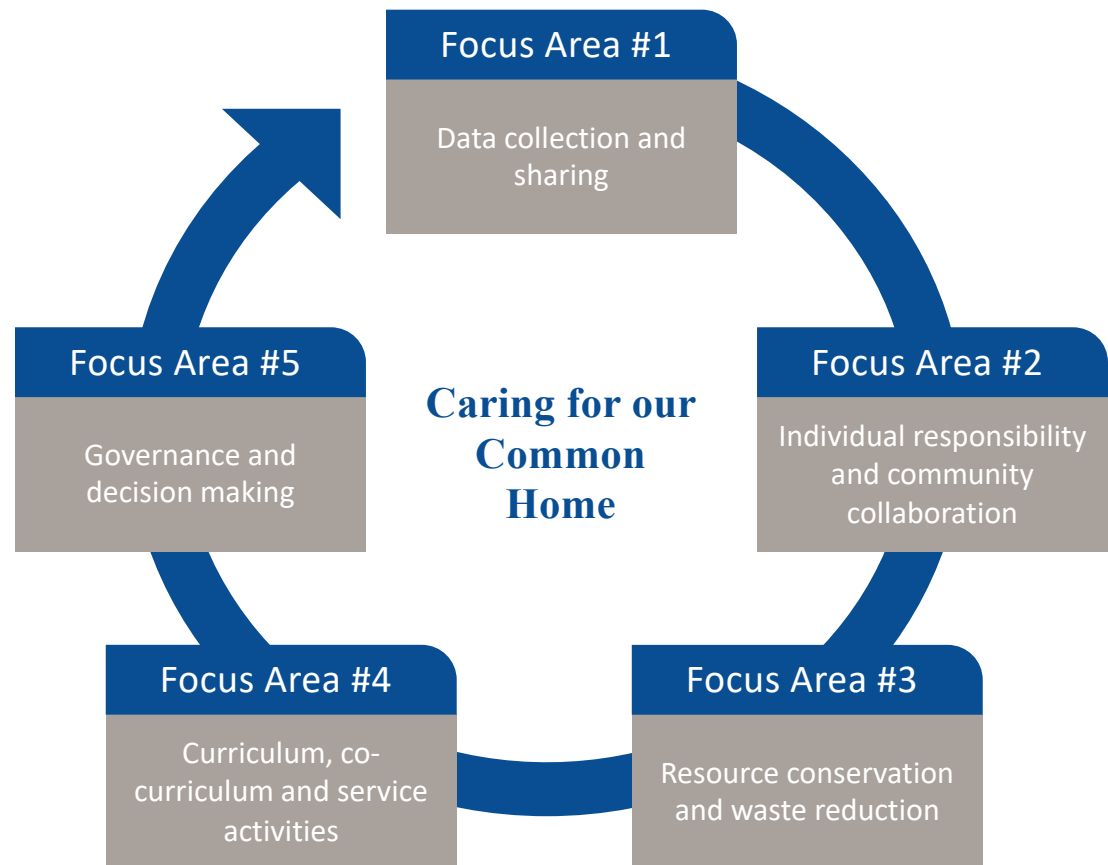 Focus Area #1
Data collection and
sharing
Focus Area #2
Individual responsibility
and community
collaboration
Focus Area #3
Resource conservation
and waste reduction
Focus Area #4
Curriculum, co-
curriculum and service
activities
Focus Area #5
Governance and
decision making
Caring for our
Common
Home